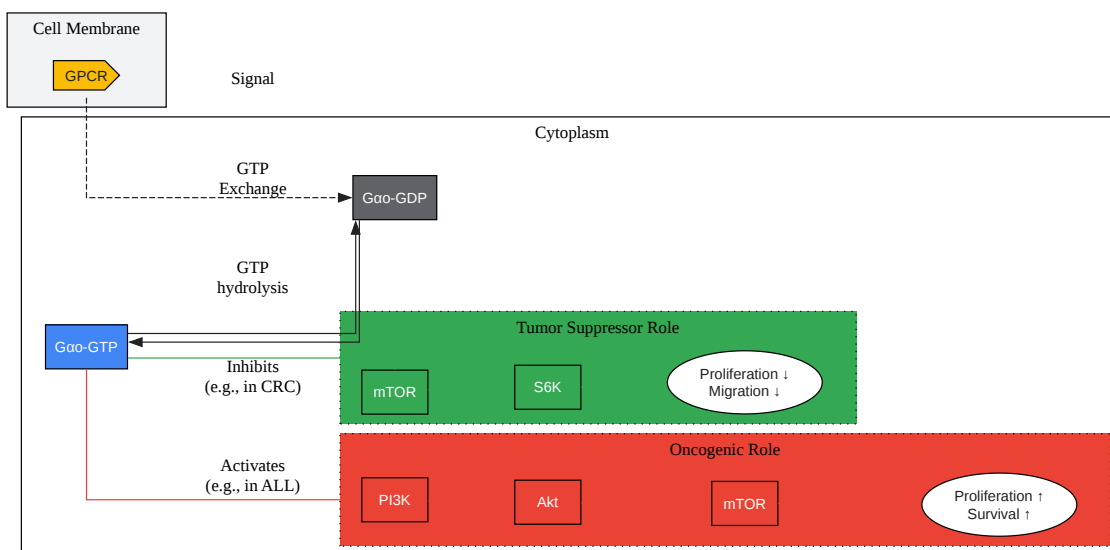 Cell Membrane
GPCR
Signal
Cytoplasm
GTP
Exchange
Gαo-GDP
GTP
hydrolysis
Gαo-GTP
Inhibits
(e.g., in CRC)
Tumor Suppressor Role
mTOR
S6K
Proliferation ↓
Migration ↓
Activates
(e.g., in ALL)
Oncogenic Role
PI3K
Akt
mTOR
Proliferation ↑
Survival ↑